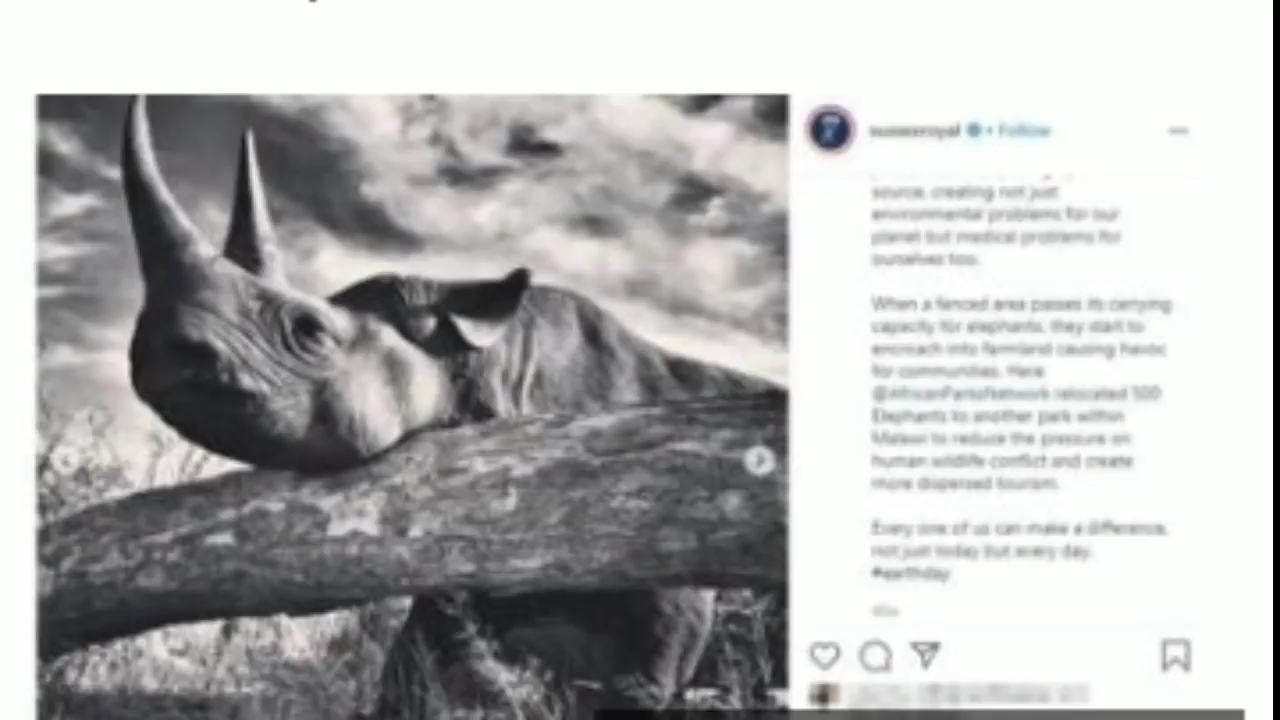 sussexroyal • Follow
source, creating not just
environmental problems for our
planet but medical problems for
ourselves too.
When a fenced area passes its carrying
capacity for elephants, they start to
encroach into farmland causing havoc
for communities. Here
@AfricanParksNetwork relocated 500
Elephants to another park within
Malawi to reduce the pressure on
human wildlife conflict and create
more dispersed tourism.
Every one of us can make a difference,
not just today but every day.
#earthday